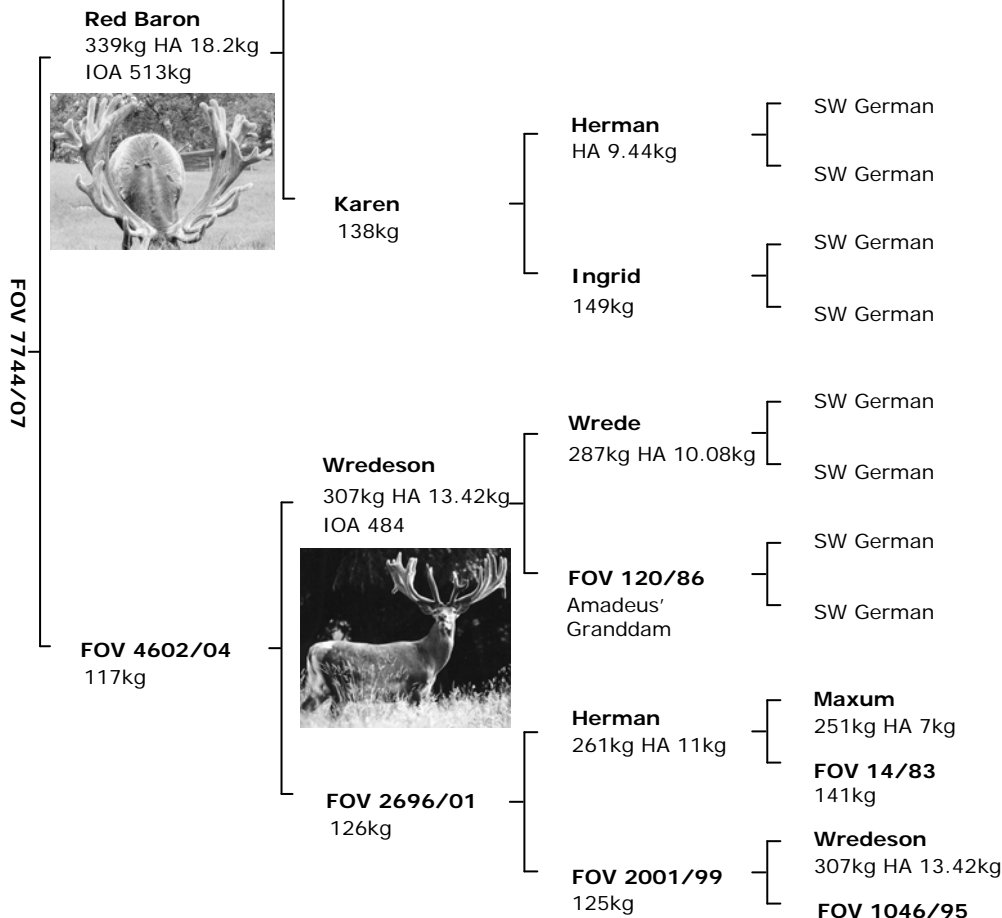 Red Baron
339kg HA 18.2kg
IOA 513kg
Karen
138kg
Herman
HA 9.44kg
Ingrid
149kg
SW German
SW German
SW German
SW German
FOV 7744/07
FOV 4602/04
117kg
Wredeson
307kg HA 13.42kg
IOA 484
FOV 2696/01
126kg
Wrede
287kg HA 10.08kg
FOV 120/86
Amadeus'
Granddam
Herman
261kg HA 11kg
FOV 2001/99
125kg
SW German
SW German
SW German
SW German
Maxum
251kg HA 7kg
FOV 14/83
141kg
Wredeson
307kg HA 13.42kg
FOV 1046/95